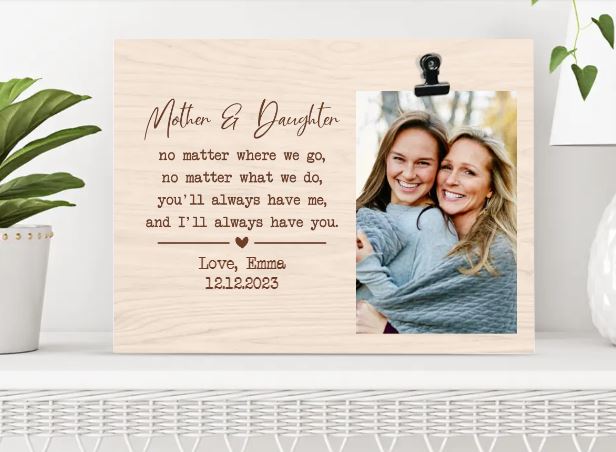 Mother & Daughter
no matter where we go,
no matter what we do,
you'll always have me,
and I'll always have you.
Love, Emma
12.12.2023